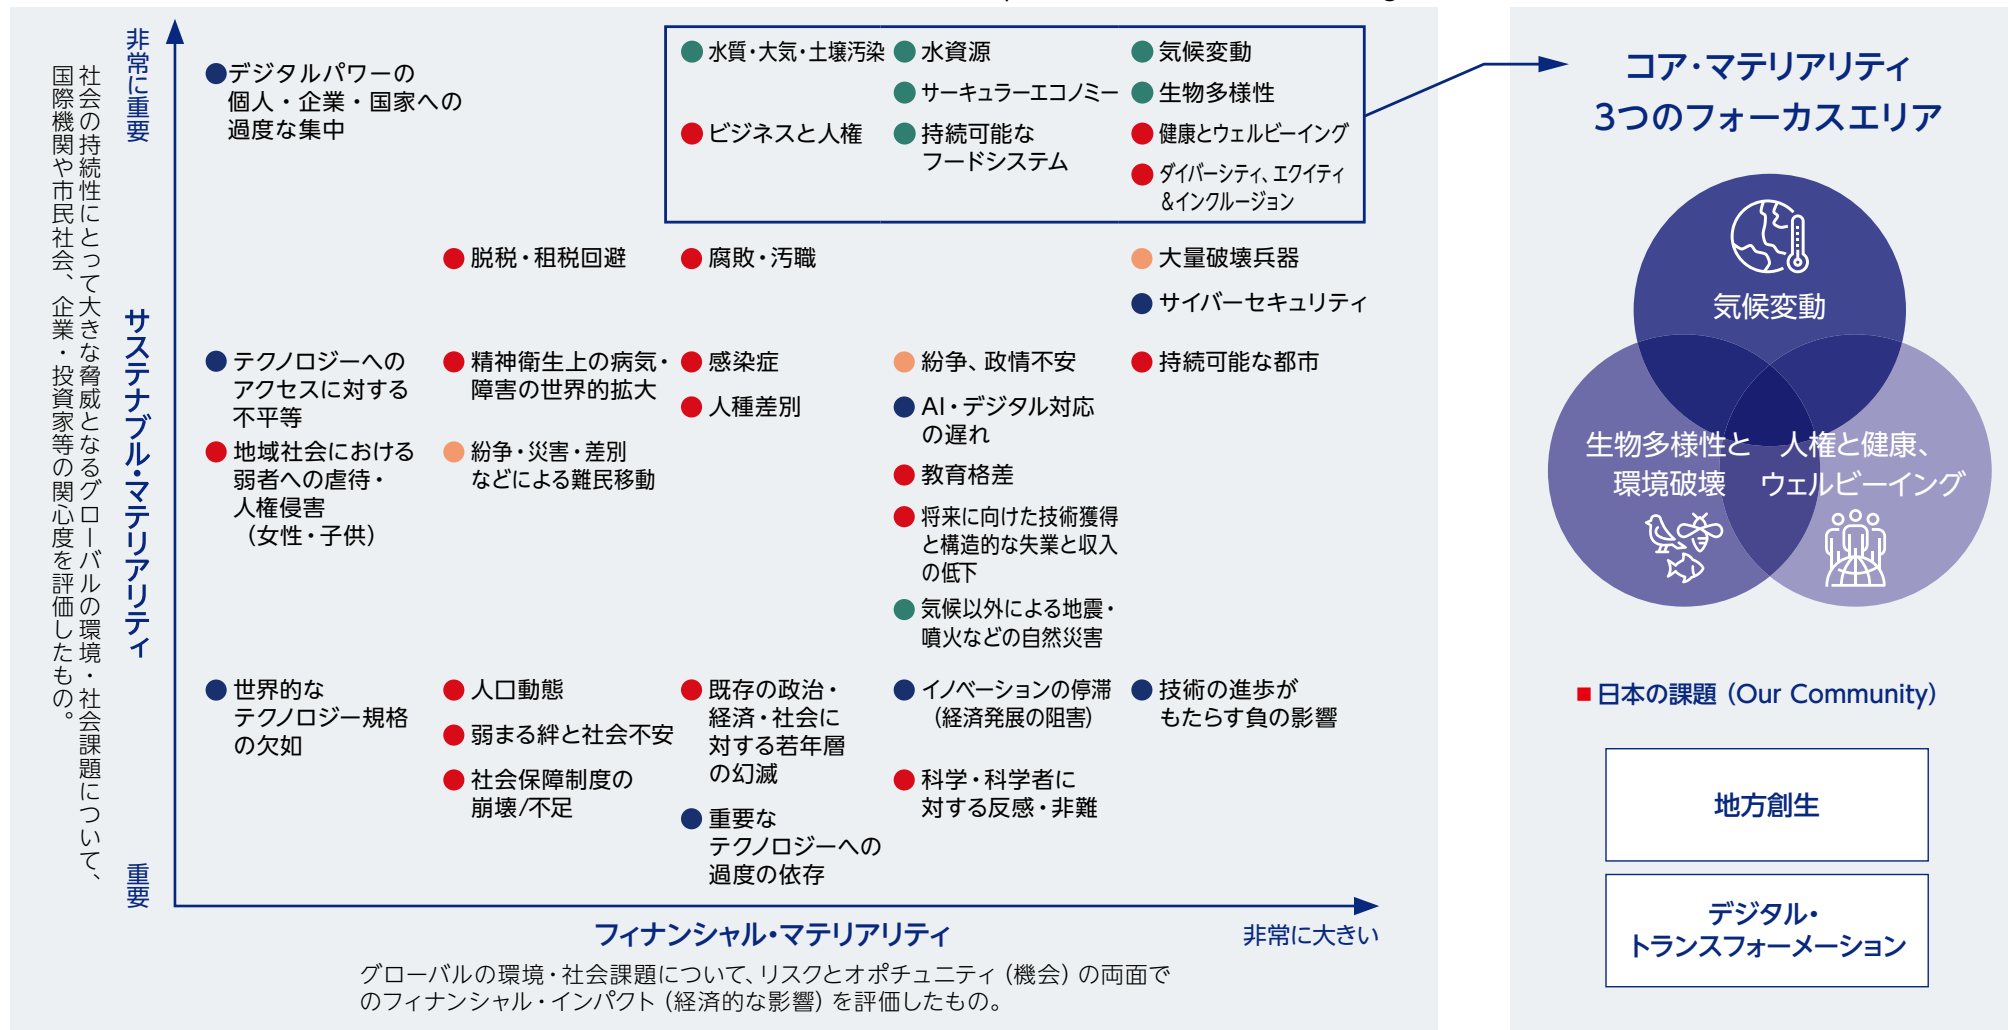 非常に重要
社会の持続性にとって大きな脅威となるグローバルの環境・社会課題について、
国際機関や市民社会、企業・投資家等の関心度を評価したもの。
サステナブル・マテリアリティ
重要
デジタルパワーの
個人・企業・国家への
過度な集中
水質・大気・土壌汚染
水資源
気候変動
サーキュラーエコノミー
生物多様性
ビジネスと人権
持続可能な
フードシステム
健康とウェルビーイング
ダイバーシティ、エクイティ
&インクルージョン
脱税・租税回避
腐敗・汚職
大量破壊兵器
サイバーセキュリティ
テクノロジーへの
アクセスに対する
不平等
精神衛生上の病気・
障害の世界的拡大
感染症
紛争、政情不安
持続可能な都市
人種差別
AI・デジタル対応
の遅れ
地域社会における
弱者への虐待・
人権侵害
（女性・子供）
紛争・災害・差別
などによる難民移動
教育格差
将来に向けた技術獲得
と構造的な失業と収入
の低下
気候以外による地震・
噴火などの自然災害
世界的な
テクノロジー規格
の欠如
人口動態
弱まる絆と社会不安
社会保障制度の
崩壊/不足
既存の政治・
経済・社会に
対する若年層
の幻滅
重要な
テクノロジーへの
過度の依存
イノベーションの停滞
（経済発展の阻害）
科学・科学者に
対する反感・非難
技術の進歩が
もたらす負の影響
フィナンシャル・マテリアリティ
非常に大きい
グローバルの環境・社会課題について、リスクとオポチュニティ（機会）の両面で
のフィナンシャル・インパクト（経済的な影響）を評価したもの。
コア・マテリアリティ
3つのフォーカスエリア
気候変動
生物多様性と
環境破壊
人権と健康、
ウェルビーイング
日本の課題（Our Community）
地方創生
デジタル・
トランスフォーメーション